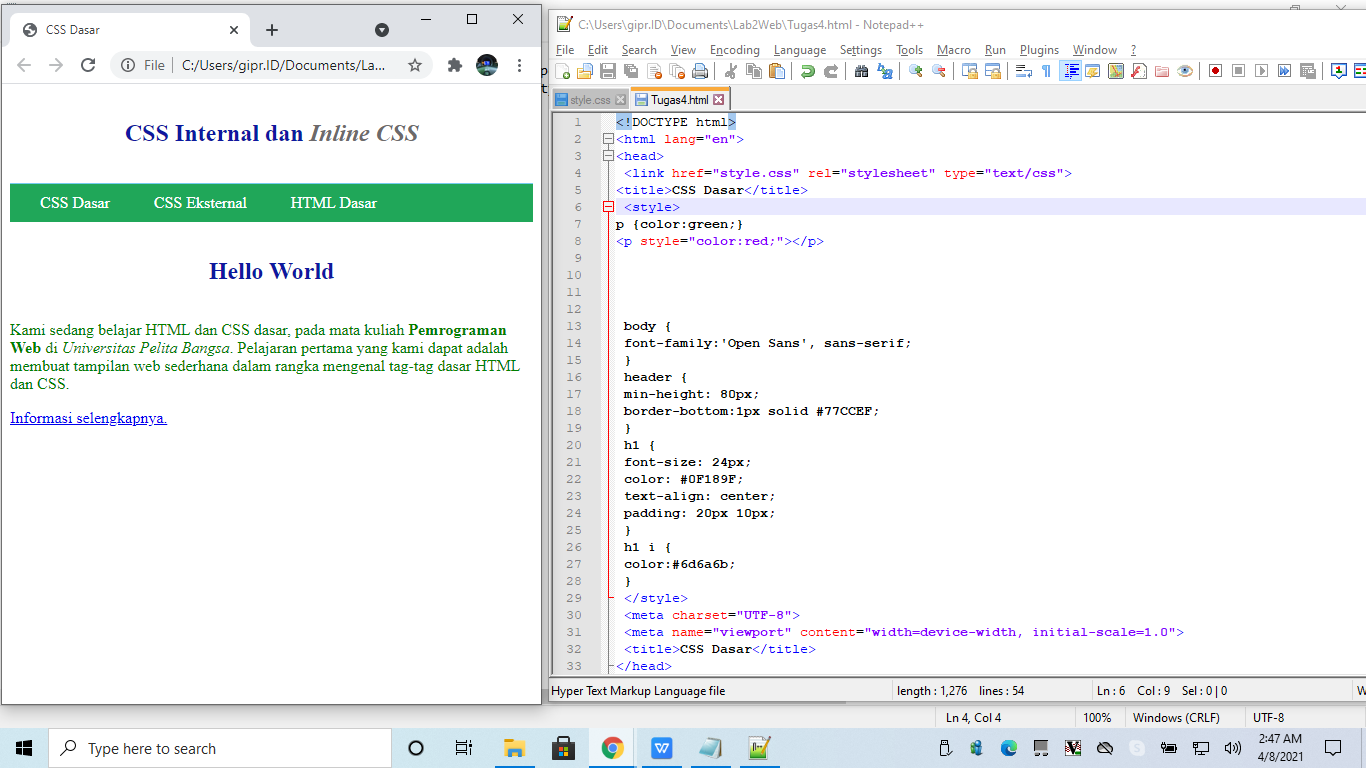 CSS Dasar
File
C:/Users/gipr.ID/Documents/La...
CSS Internal dan Inline CSS
CSS Dasar CSS Eksternal HTML Dasar
Hello World
Kami sedang belajar HTML dan CSS dasar, pada mata kuliah Pemrograman
Web di Universitas Pelita Bangsa. Pelajaran pertama yang kami dapat adalah
membuat tampilan web sederhana dalam rangka mengenal tag-tag dasar HTML
dan CSS.
Informasi selengkapnya.
C:\Users\gipr.ID\Documents\Lab2Web\Tugas4.html - Notepad++
File Edit Search View Encoding Language Settings Tools Macro Run Plugins Window ?
style.css Tugas4.html
1 <!DOCTYPE html>
2 <html lang="en">
3 <head>
4 <link href="style.css" rel="stylesheet" type="text/css">
5 <title>CSS Dasar</title>
6 <style>
7 p {color:green;}
8 <p style="color:red;"></p>
9
10
11
12
13 body {
14 font-family:'Open Sans', sans-serif;
15 }
16 header {
17 min-height: 80px;
18 border-bottom:1px solid #77CCEF;
19 }
20 h1 {
21 font-size: 24px;
22 color: #0F189F;
23 text-align: center;
24 padding: 20px 10px;
25 }
26 h1 i {
27 color:#6d6a6b;
28 }
29 </style>
30 <meta charset="UTF-8">
31 <meta name="viewport" content="width=device-width, initial-scale=1.0">
32 <title>CSS Dasar</title>
33 </head>
Hyper Text Markup Language file length : 1,276 lines : 54 Ln : 6 Col : 9 Sel : 0 | 0 W
Ln 4, Col 4 100% Windows (CRLF) UTF-8
Type here to search
2:47 AM
4/8/2021